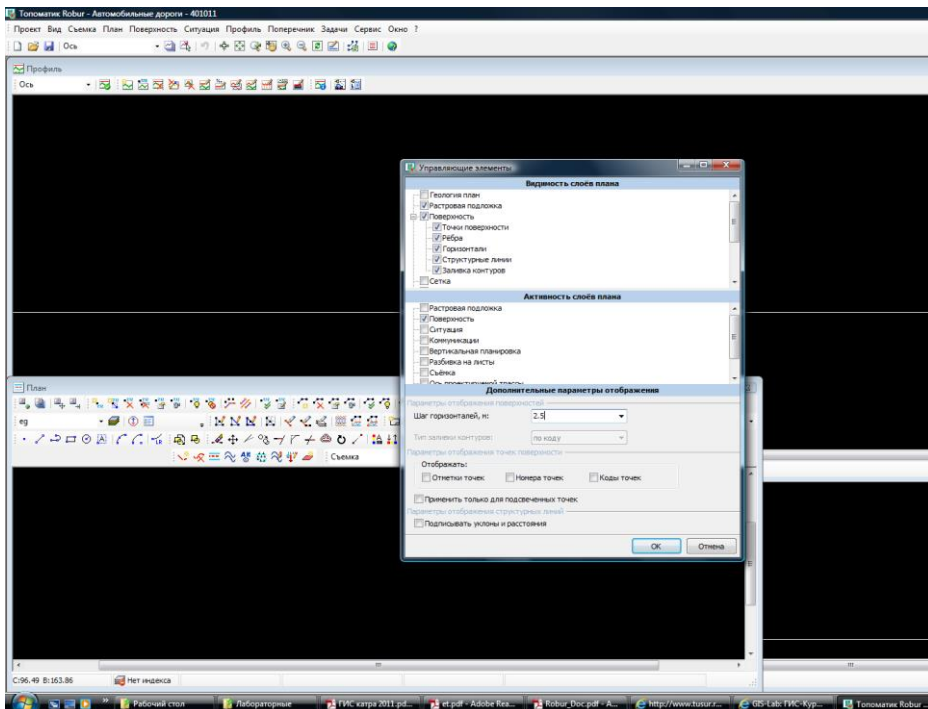 Топоматик Robur - Автомобильные дороги - 401011
Проект Вид Съемка План Поверхность Ситуация Профиль Поперечник Задачи Сервис Окно ?
Ось
Профиль
Ось
Управляющие элементы
Видимость слоёв плана
Геология план
Растровая подложка
Поверхность
Точки поверхности
Рёбра
Горизонтали
Структурные линии
Заливка контуров
Сетка
Активность слоёв плана
Растровая подложка
Поверхность
Ситуация
Коммуникации
Вертикальная планировка
Разбивка на листы
Съёмка
Ось проектируемой трассы
Дополнительные параметры отображения
Параметры отображения поверхностей
Шаг горизонталей, м: 2.5
Тип заливки контуров: по коду
Параметры отображения точек поверхности
Отображать:
Отметки точек Номера точек Коды точек
Применить только для подсвеченных точек
Параметры отображения структурных линий
Подписывать уклоны и расстояния
ОК Отмена
План
eg
Съемка
С:96.49 В:163.86 Нет индекса
Рабочий стол Лабораторные ГИС катра 2011.pd... et.pdf - Adobe Rea... Robur_Doc.pdf - A... http://www.tusur.r... GIS-Lab: ГИС-Кур... Топоматик Robur ...